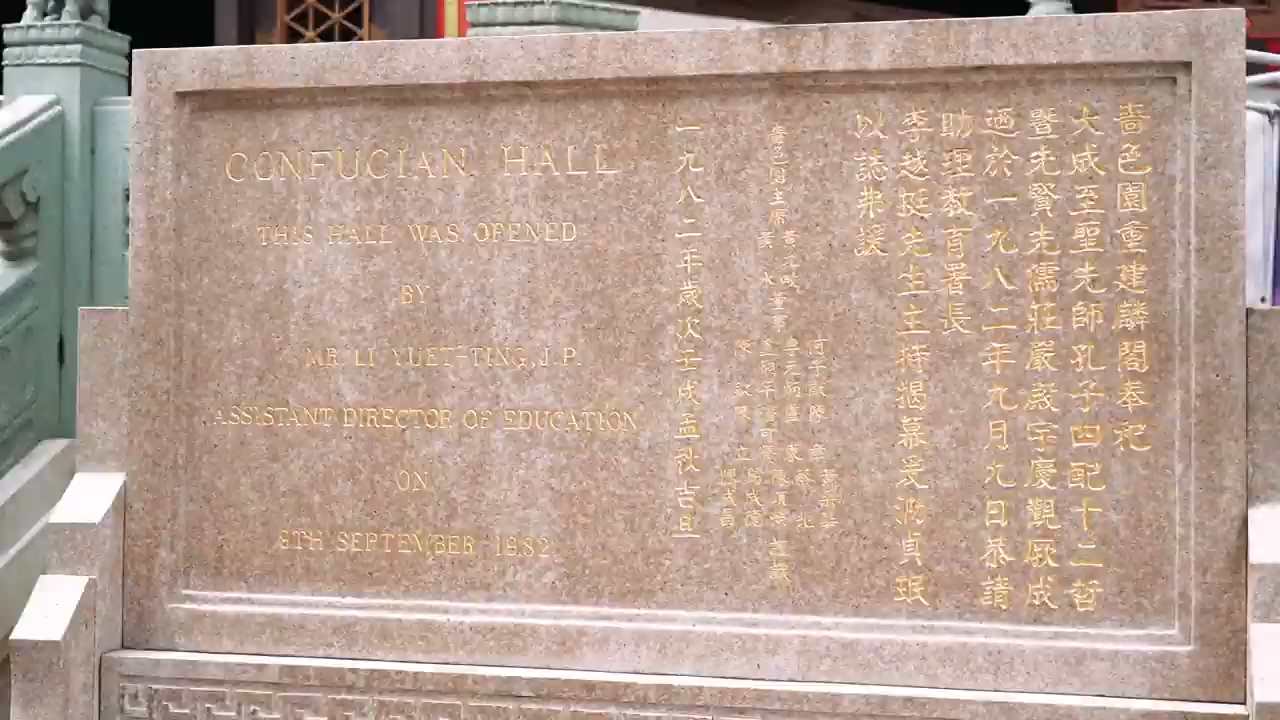 CONFUCIAN HALL
THIS HALL WAS OPENED
BY
MR. LI YUET-TING, J.P.
ASSISTANT DIRECTOR OF EDUCATION
ON
9TH SEPTEMBER 1982
嗇色園重建麟閣奉祀
大成至聖先師孔子四配十二哲
暨先賢先儒莊嚴殿宇慶觀厥成
迺於一九八二年九月九日恭請
助理教育署長
李越挺先生主持揭幕爰泐貞珉
以誌弗諼
嗇色園主席黃允畋
一九八二年歲次壬戌孟秋吉旦